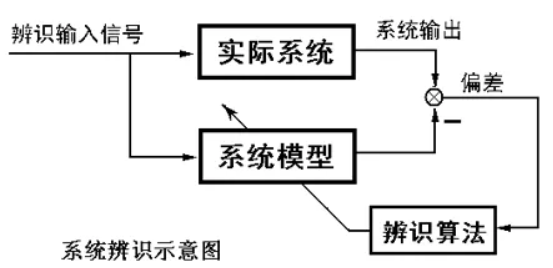 辨识输入信号
实际系统
系统输出
偏差
系统模型
辨识算法
系统辨识示意图